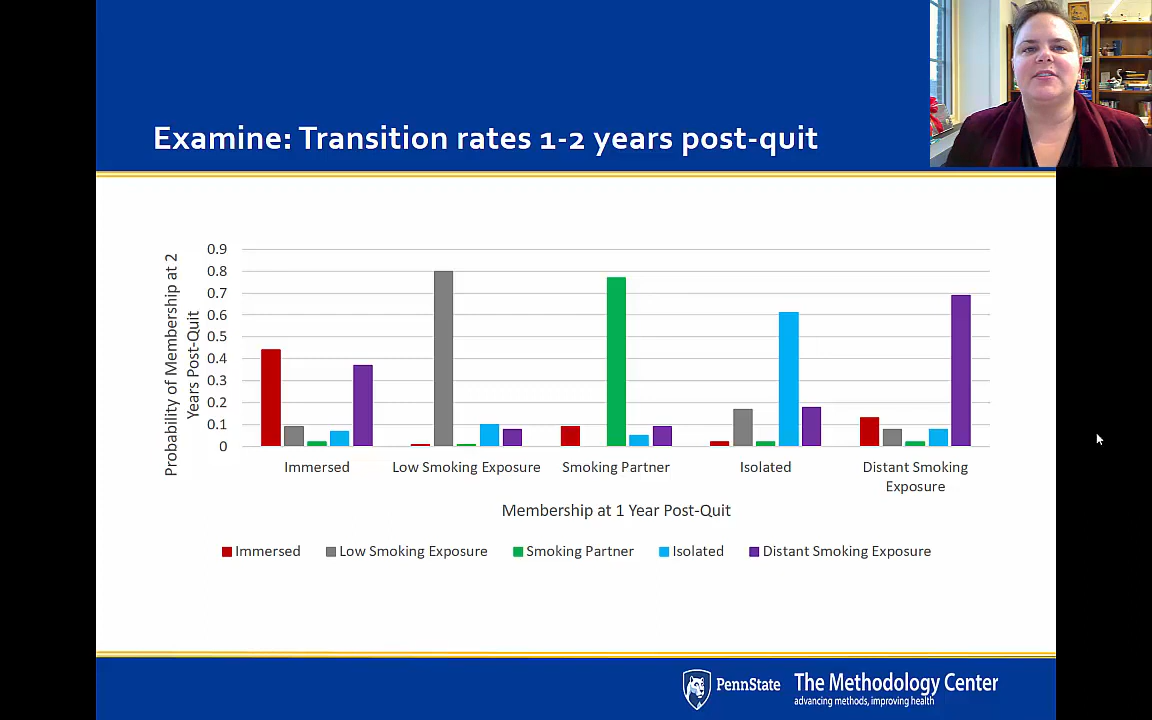 Examine: Transition rates 1-2 years post-quit
Probability of Membership at 2
Years Post-Quit
0.9
0.8
0.7
0.6
0.5
0.4
0.3
0.2
0.1
0
Immersed
Low Smoking Exposure
Smoking Partner
Isolated
Distant Smoking
Exposure
Membership at 1 Year Post-Quit
Immersed Low Smoking Exposure Smoking Partner Isolated Distant Smoking Exposure
PennState
The Methodology Center
advancing methods, improving health